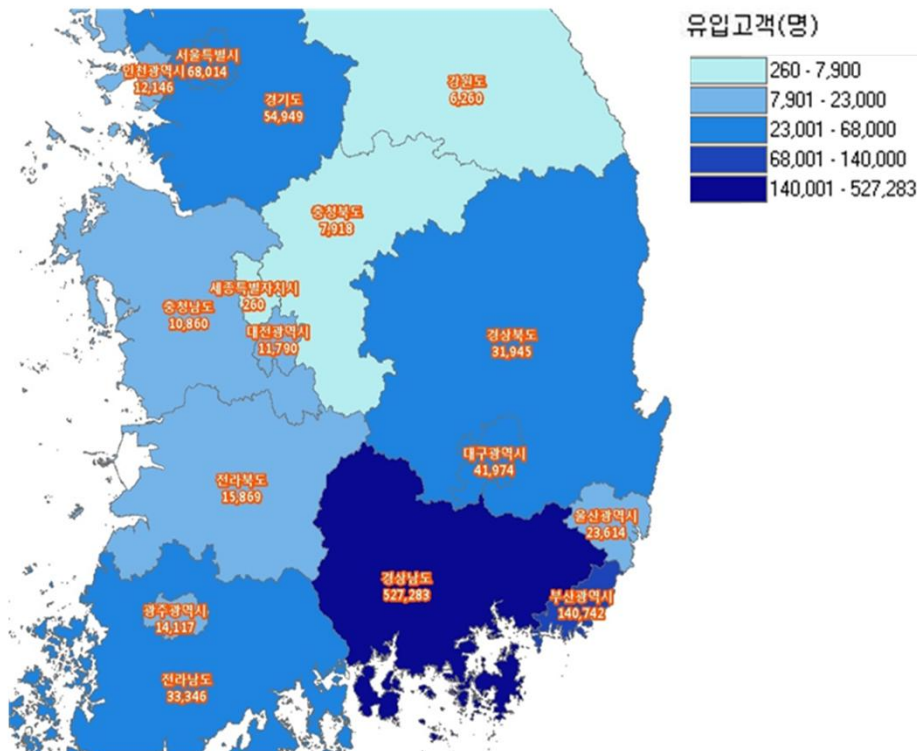 유입고객(명)
260 - 7,900
7,901 - 23,000
23,001 - 68,000
68,001 - 140,000
140,001 - 527,283
서울특별시
68,014
인천광역시
12,146
경기도
54,949
강원도
6,260
충청북도
7,918
세종특별자치시
260
충청남도
10,860
대전광역시
11,790
경상북도
31,945
대구광역시
41,974
전라북도
15,869
울산광역시
23,614
경상남도
527,283
부산광역시
140,742
광주광역시
14,117
전라남도
33,346